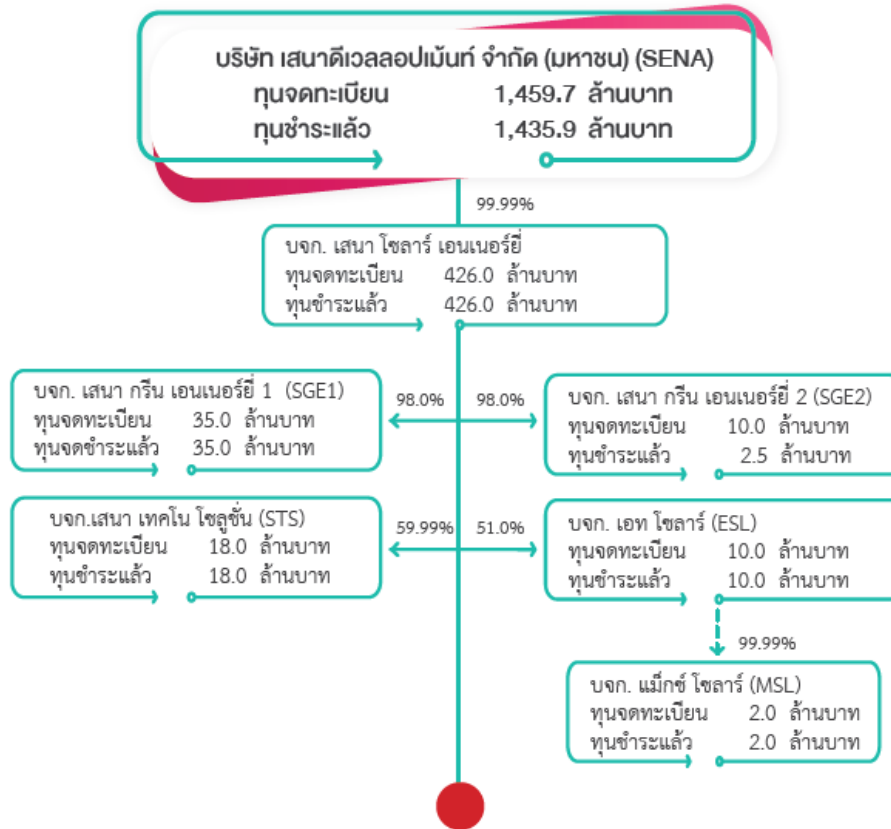 บริษัท เสนาดีเวลลอปเม้นท์ จำกัด (มหาชน) (SENA)
ทุนจดทะเบียน 1,459.7 ล้านบาท
ทุนชำระแล้ว 1,435.9 ล้านบาท
99.99%
บจก. เสนา โซลาร์ เอนเนอร์ยี่
ทุนจดทะเบียน 426.0 ล้านบาท
ทุนชำระแล้ว 426.0 ล้านบาท
บจก. เสนา กรีน เอนเนอร์ยี่ 1 (SGE1)
ทุนจดทะเบียน 35.0 ล้านบาท
ทุนจดชำระแล้ว 35.0 ล้านบาท
98.0% 98.0%
บจก. เสนา กรีน เอนเนอร์ยี่ 2 (SGE2)
ทุนจดทะเบียน 10.0 ล้านบาท
ทุนชำระแล้ว 2.5 ล้านบาท
บจก.เสนา เทคโน โซลูชั่น (STS)
ทุนจดทะเบียน 18.0 ล้านบาท
ทุนชำระแล้ว 18.0 ล้านบาท
59.99% 51.0%
บจก. เอท โซลาร์ (ESL)
ทุนจดทะเบียน 10.0 ล้านบาท
ทุนชำระแล้ว 10.0 ล้านบาท
99.99%
บจก. แม็กซ์ โซลาร์ (MSL)
ทุนจดทะเบียน 2.0 ล้านบาท
ทุนชำระแล้ว 2.0 ล้านบาท